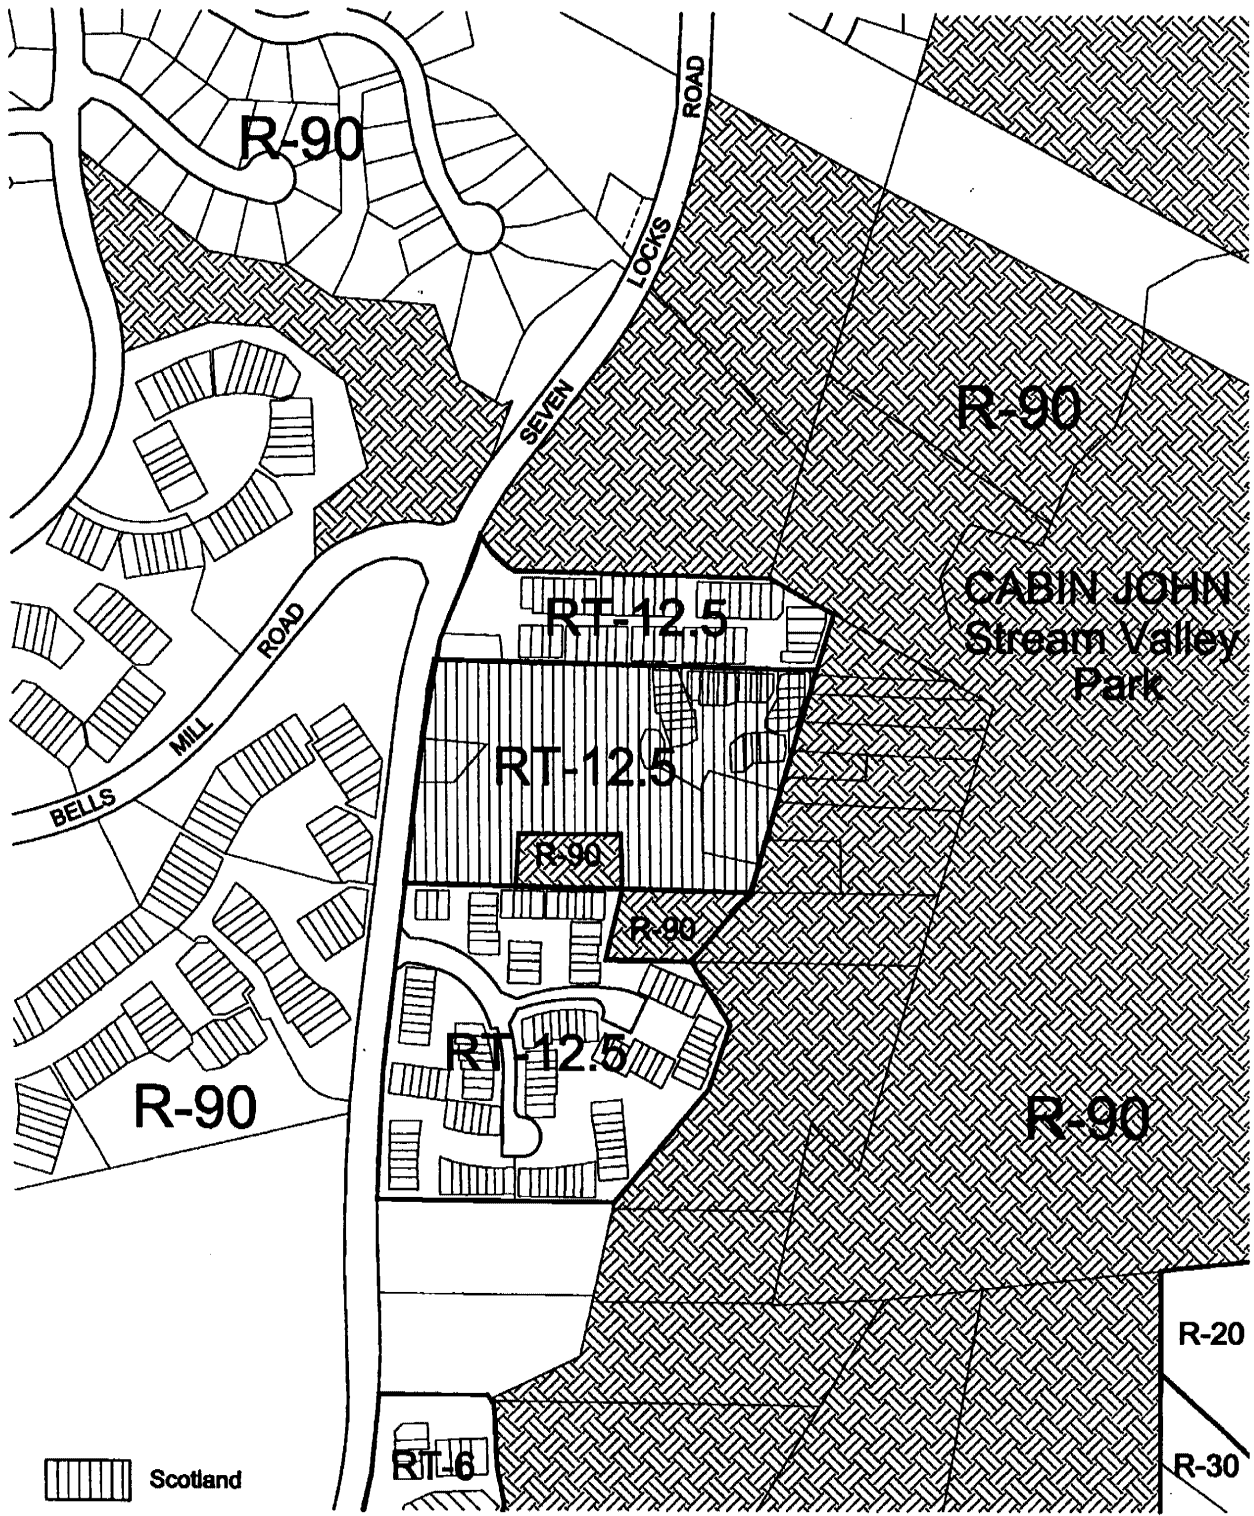 ROAD
R-90
LOCKS
SEVEN
R-90
CABIN JOHN
Stream Valley
Park
RT-12.5
ROAD
MILL
BELLS
RT-12.5
R-90
R-90
RT-12.5
R-90
R-90
R-20
RT-6
R-30
Scotland